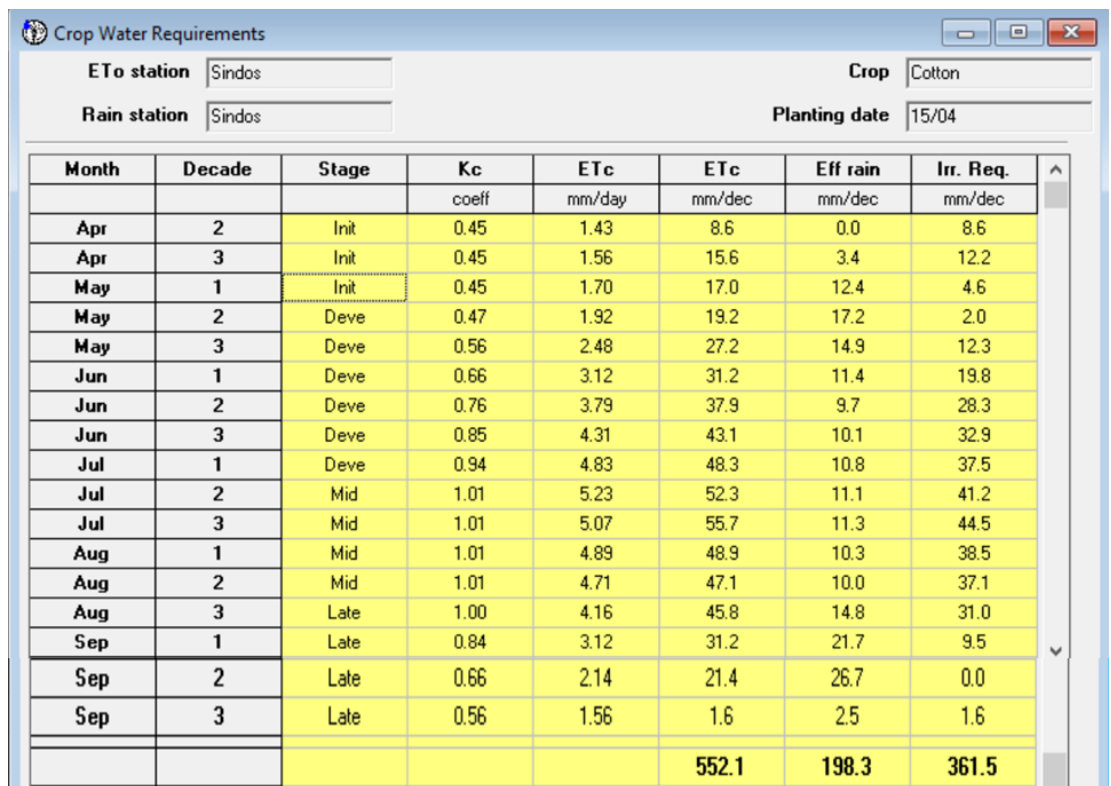 Crop Water Requirements
ETo station Sindos Crop Cotton
Rain station Sindos Planting date 15/04
Month Decade Stage Kc ETc ETc Eff rain Irr. Req.
coeff mm/day mm/dec mm/dec mm/dec
Apr 2 Init 0.45 1.43 8.6 0.0 8.6
Apr 3 Init 0.45 1.56 15.6 3.4 12.2
May 1 Init 0.45 1.70 17.0 12.4 4.6
May 2 Deve 0.47 1.92 19.2 17.2 2.0
May 3 Deve 0.56 2.48 27.2 14.9 12.3
Jun 1 Deve 0.66 3.12 31.2 11.4 19.8
Jun 2 Deve 0.76 3.79 37.9 9.7 28.3
Jun 3 Deve 0.85 4.31 43.1 10.1 32.9
Jul 1 Deve 0.94 4.83 48.3 10.8 37.5
Jul 2 Mid 1.01 5.23 52.3 11.1 41.2
Jul 3 Mid 1.01 5.07 55.7 11.3 44.5
Aug 1 Mid 1.01 4.89 48.9 10.3 38.5
Aug 2 Mid 1.01 4.71 47.1 10.0 37.1
Aug 3 Late 1.00 4.16 45.8 14.8 31.0
Sep 1 Late 0.84 3.12 31.2 21.7 9.5
Sep 2 Late 0.66 2.14 21.4 26.7 0.0
Sep 3 Late 0.56 1.56 1.6 2.5 1.6
552.1 198.3 361.5